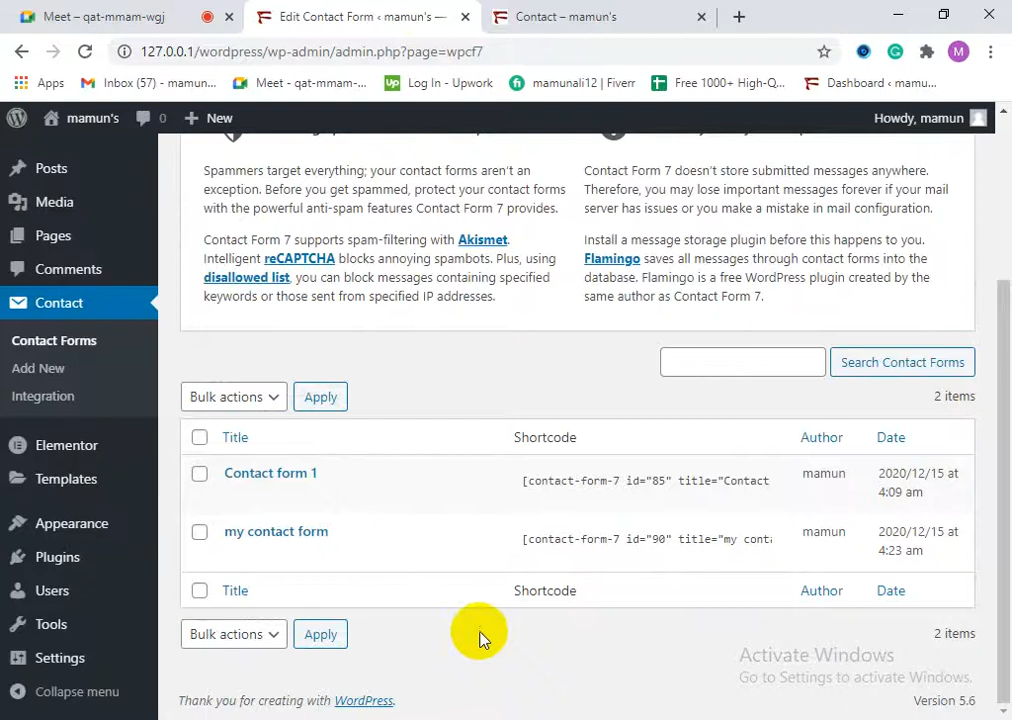 Meet – qat-mmam-wgj
Edit Contact Form ‹ mamun's —
Contact – mamun's
127.0.0.1/wordpress/wp-admin/admin.php?page=wpcf7
M
Apps
Inbox (57) - mamun...
Meet - qat-mmam-...
Up
Log In - Upwork
fi
mamunali12 | Fiverr
Free 1000+ High-Q...
Dashboard ‹ mamu...
mamun's
0
New
Howdy, mamun
Posts
Media
Pages
Comments
Contact
Contact Forms
Add New
Integration
Elementor
Templates
Appearance
Plugins
Users
Tools
Settings
Collapse menu
Spammers target everything; your contact forms aren't an
exception. Before you get spammed, protect your contact forms
with the powerful anti-spam features Contact Form 7 provides.
Contact Form 7 supports spam-filtering with Akismet.
Intelligent reCAPTCHA blocks annoying spambots. Plus, using
disallowed list, you can block messages containing specified
keywords or those sent from specified IP addresses.
Contact Form 7 doesn't store submitted messages anywhere.
Therefore, you may lose important messages forever if your mail
server has issues or you make a mistake in mail configuration.
Install a message storage plugin before this happens to you.
Flamingo saves all messages through contact forms into the
database. Flamingo is a free WordPress plugin created by the
same author as Contact Form 7.
Search Contact Forms
Bulk actions
Apply
2 items
Title
Shortcode
Author
Date
Contact form 1
[contact-form-7 id="85" title="Contact
mamun
2020/12/15 at
4:09 am
my contact form
[contact-form-7 id="90" title="my conta
mamun
2020/12/15 at
4:23 am
Title
Shortcode
Author
Date
Bulk actions
Apply
2 items
Activate Windows
Go to Settings to activate Windows.
Thank you for creating with WordPress.
Version 5.6